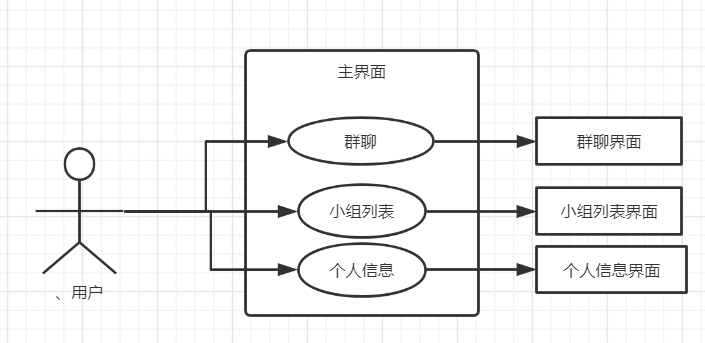 主界面
群聊
群聊界面
小组列表
小组列表界面
个人信息
个人信息界面
、用户